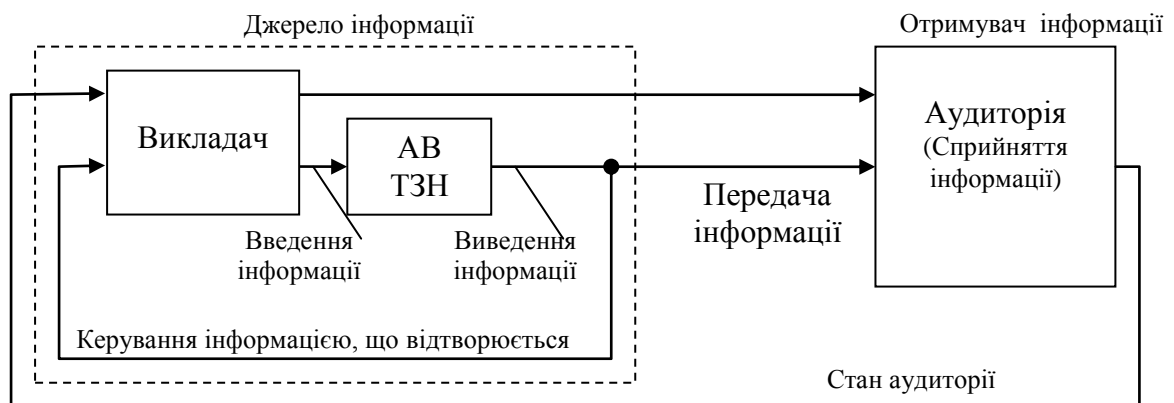 Джерело інформації
Отримувач інформації
Викладач
АВ
ТЗН
Аудиторія
(Сприйняття
інформації)
Передача
інформації
Введення
інформації
Виведення
інформації
Керування інформацією, що відтворюється
Стан аудиторії